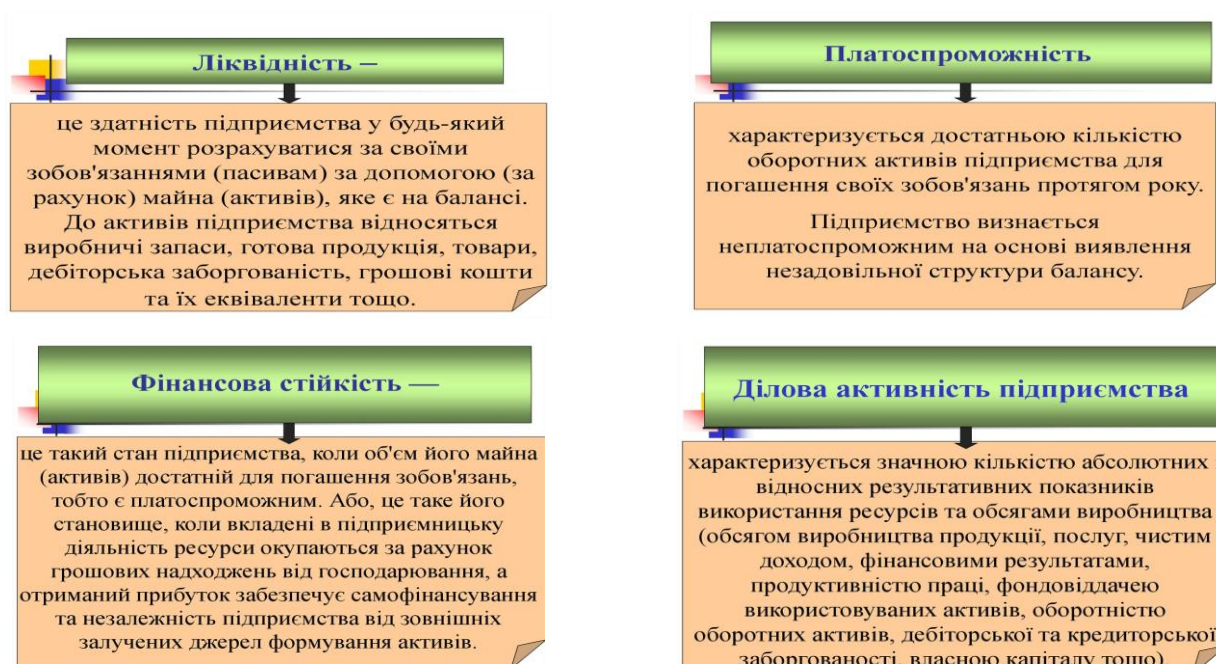 Ліквідність –
це здатність підприємства у будь-який
момент розрахуватися за своїми
зобов'язаннями (пасивам) за допомогою (за
рахунок) майна (активів), яке є на балансі.
До активів підприємства відносяться
виробничі запаси, готова продукція, товари,
дебіторська заборгованість, грошові кошти
та їх еквіваленти тощо.
Платоспроможність
характеризується достатньою кількістю
оборотних активів підприємства для
погашення своїх зобов'язань протягом року.
Підприємство визнається
неплатоспроможним на основі виявлення
незадовільної структури балансу.
Фінансова стійкість —
це такий стан підприємства, коли об'єм його майна
(активів) достатній для погашення зобов'язань,
тобто є платоспроможним. Або, це таке його
становище, коли вкладені в підприємницьку
діяльність ресурси окупаються за рахунок
грошових надходжень від господарювання, а
отриманий прибуток забезпечує самофінансування
та незалежність підприємства від зовнішніх
залучених джерел формування активів.
Ділова активність підприємства
характеризується значною кількістю абсолютних
відносних результативних показників
використання ресурсів та обсягами виробництва
(обсягом виробництва продукції, послуг, чистим
доходом, фінансовими результатами,
продуктивністю праці, фондовіддачею
використовуваних активів, оборотністю
оборотних активів, дебіторської та кредиторської
заборгованості, власною капіталу тощо)